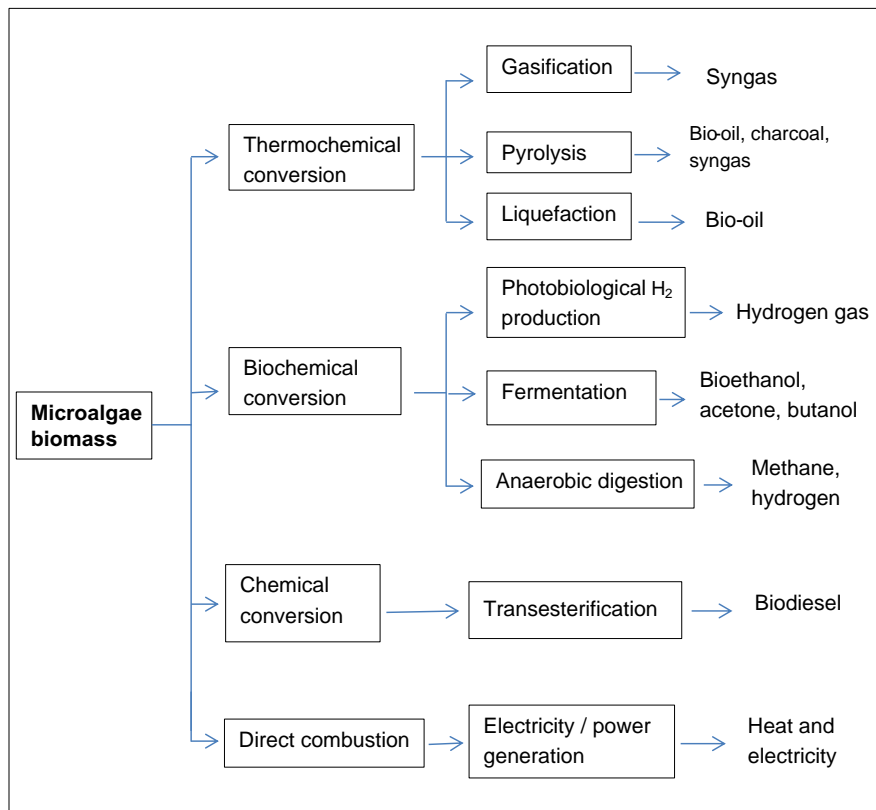 Gasification
Syngas
Thermochemical
conversion
Pyrolysis
Bio-oil, charcoal,
syngas
Liquefaction
Bio-oil
Photobiological H₂
production
Hydrogen gas
Biochemical
conversion
Fermentation
Bioethanol,
acetone, butanol
Microalgae
biomass
Anaerobic digestion
Methane,
hydrogen
Chemical
conversion
Transesterification
Biodiesel
Direct combustion
Electricity / power
generation
Heat and
electricity